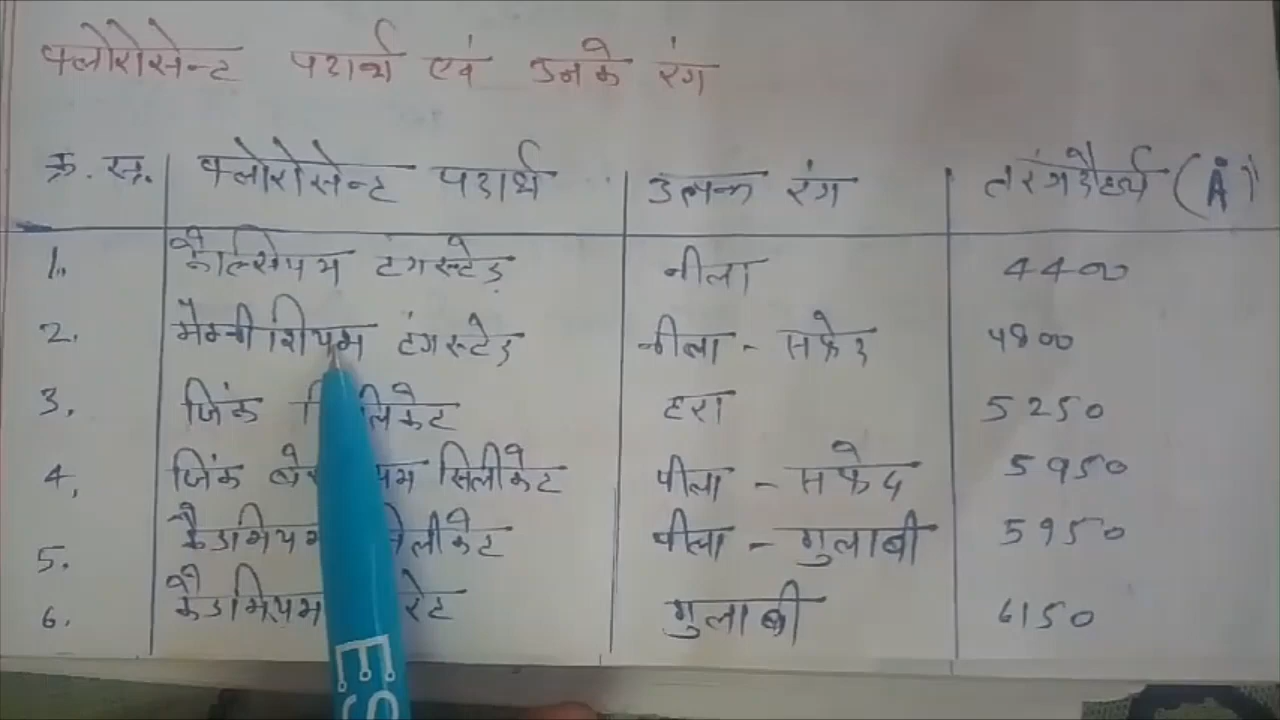 फ्लोरोसेन्ट पदार्थ एवं उनके रंग
क्र. स. फ्लोरोसेन्ट पदार्थ उत्पन्न रंग तरंगदैर्ध्य (Å)
1. कैल्सियम टंगस्टेड़ नीला 4400
2. मैग्नीशियम टंगस्टेड़ नीला - सफेद 4800
3. जिंक सिलिकेट हरा 5250
4. जिंक सिलीकेट पीला - सफेद 5950
5. कैडमियम सिलीकेट पीला - गुलाबी 5950
6. कैडमियम गुलाबी 6150
ES